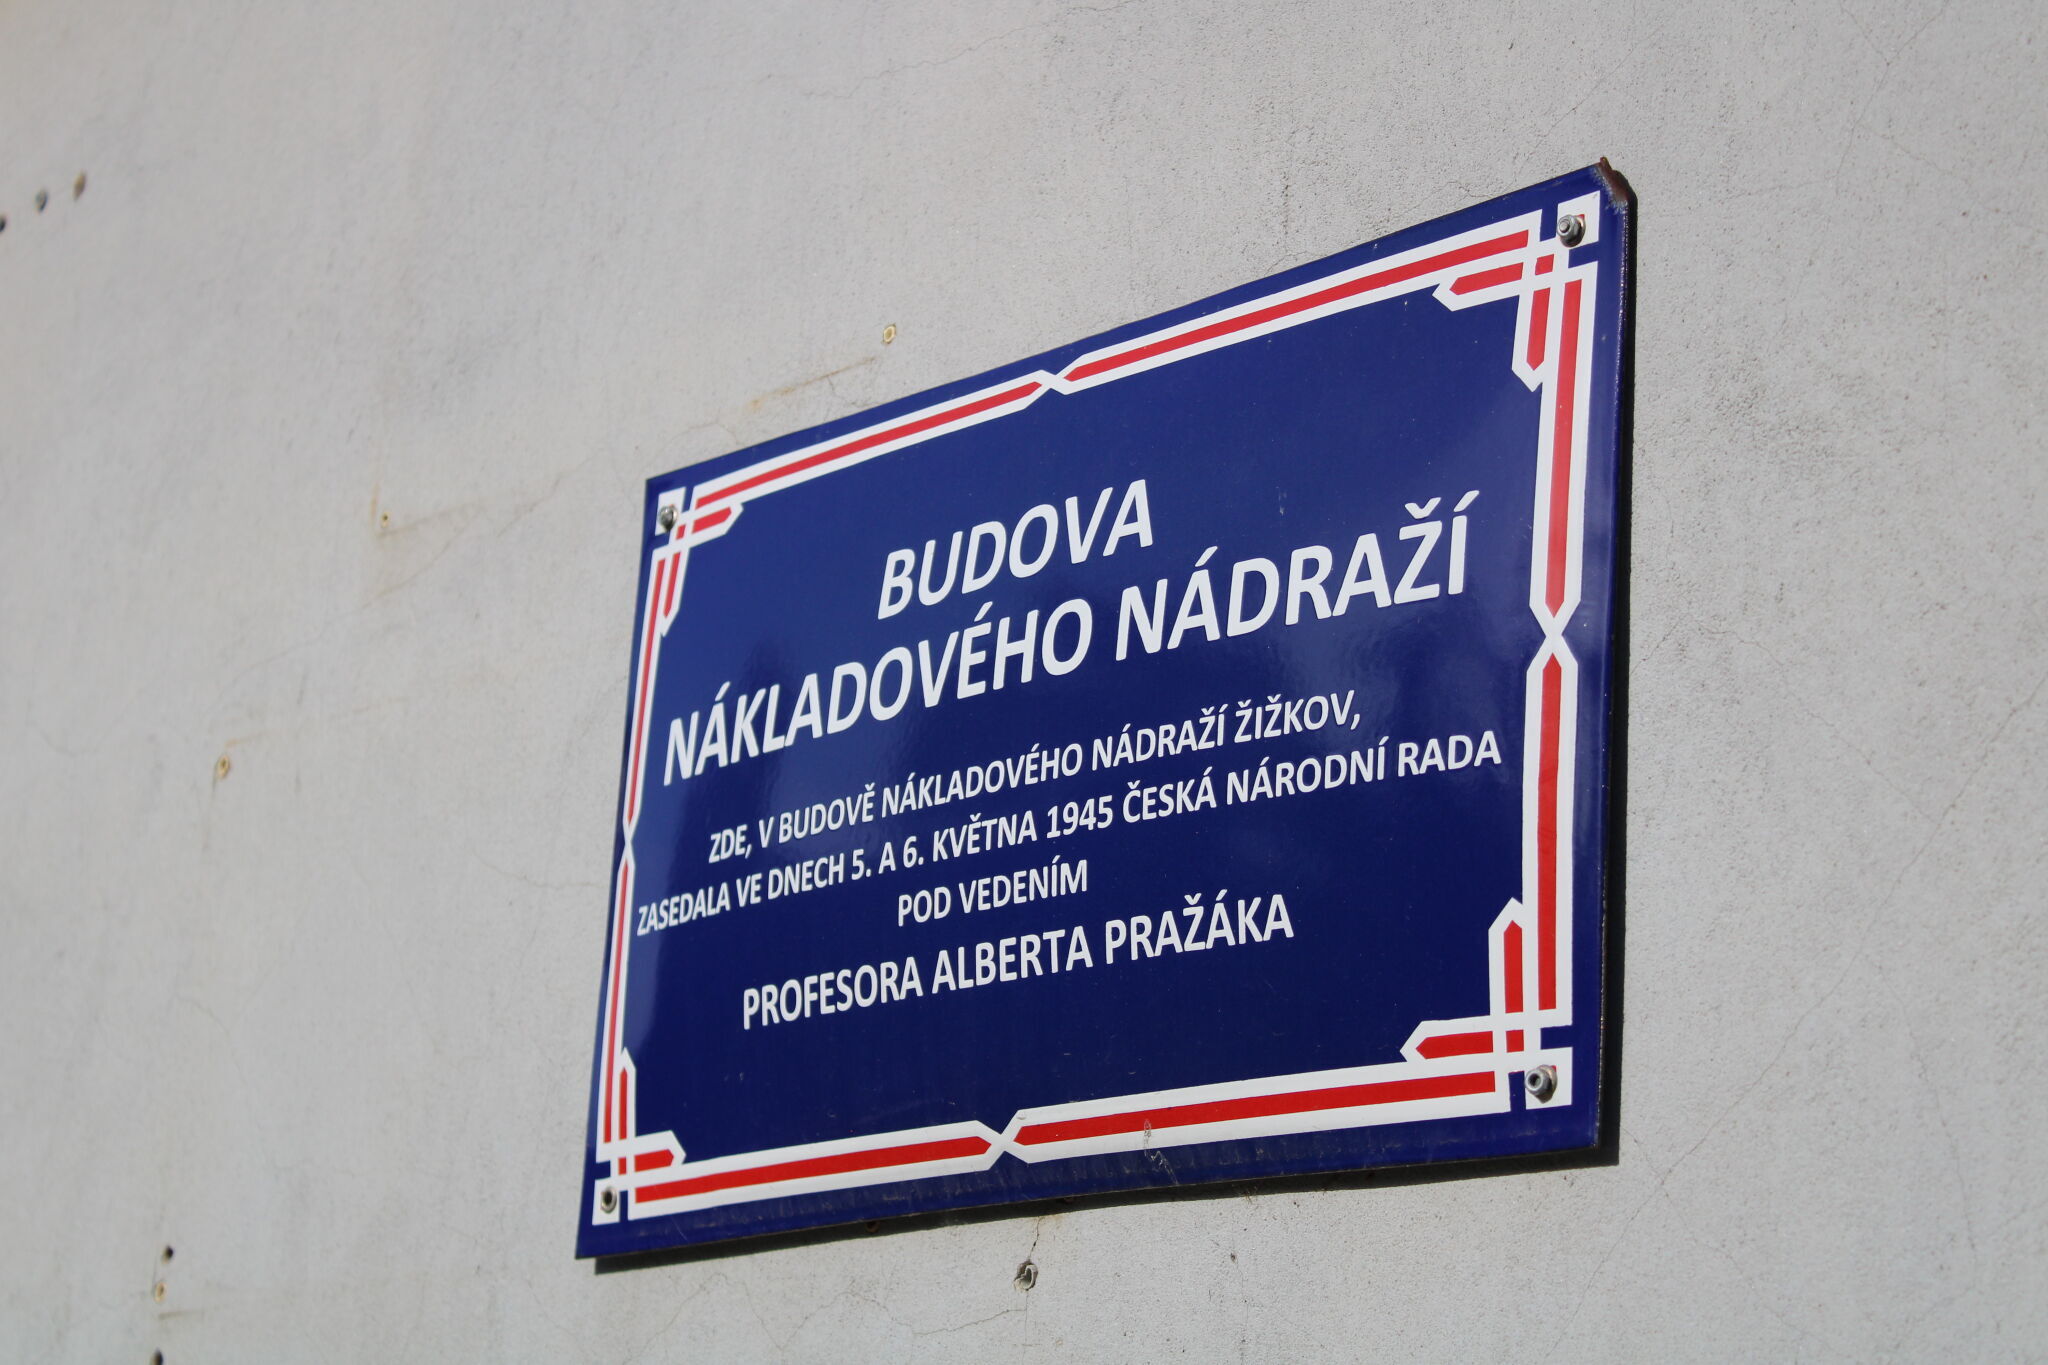 BUDOVA
NÁKLADOVÉHO NÁDRAŽÍ
ZDE, V BUDOVĚ NÁKLADOVÉHO NÁDRAŽÍ ŽIŽKOV,
ZASEDALA VE DNECH 5. A 6. KVĚTNA 1945 ČESKÁ NÁRODNÍ RADA
POD VEDENÍM
PROFESORA ALBERTA PRAŽÁKA